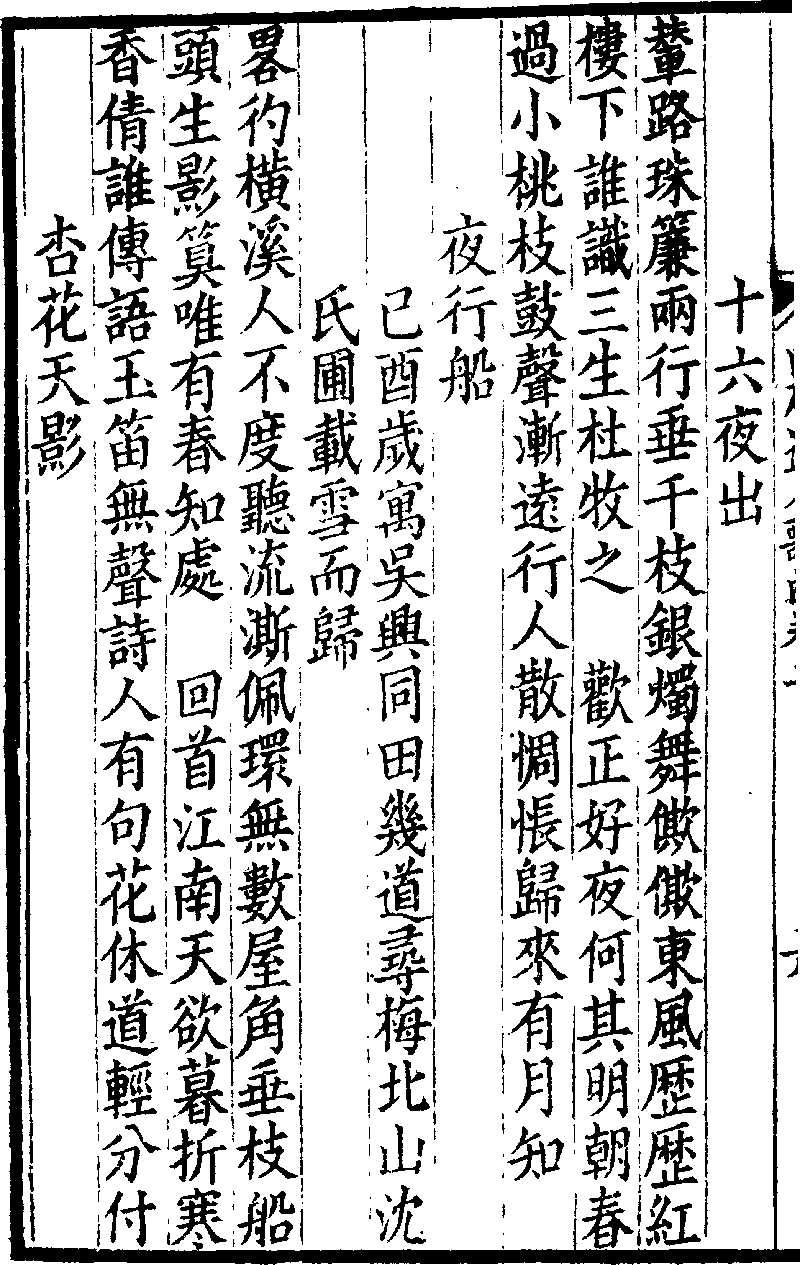 十六夜出
輦路珠簾兩行垂千枝銀燭舞僛僛東風歷歷紅
樓下誰識三生杜牧之　歡正好夜何其明朝春
過小桃枝鼓聲漸遠行人散惆悵歸來有月知
夜行船
己酉歲寓吳興同田幾道尋梅北山沈
氏圃載雪而歸
畧彴橫溪人不度聽流澌佩環無數屋角垂枝船
頭生影筭唯有春知處　回首江南天欲暮折寒
香倩誰傳語玉笛無聲詩人有句花休道輕分付
杏花天影